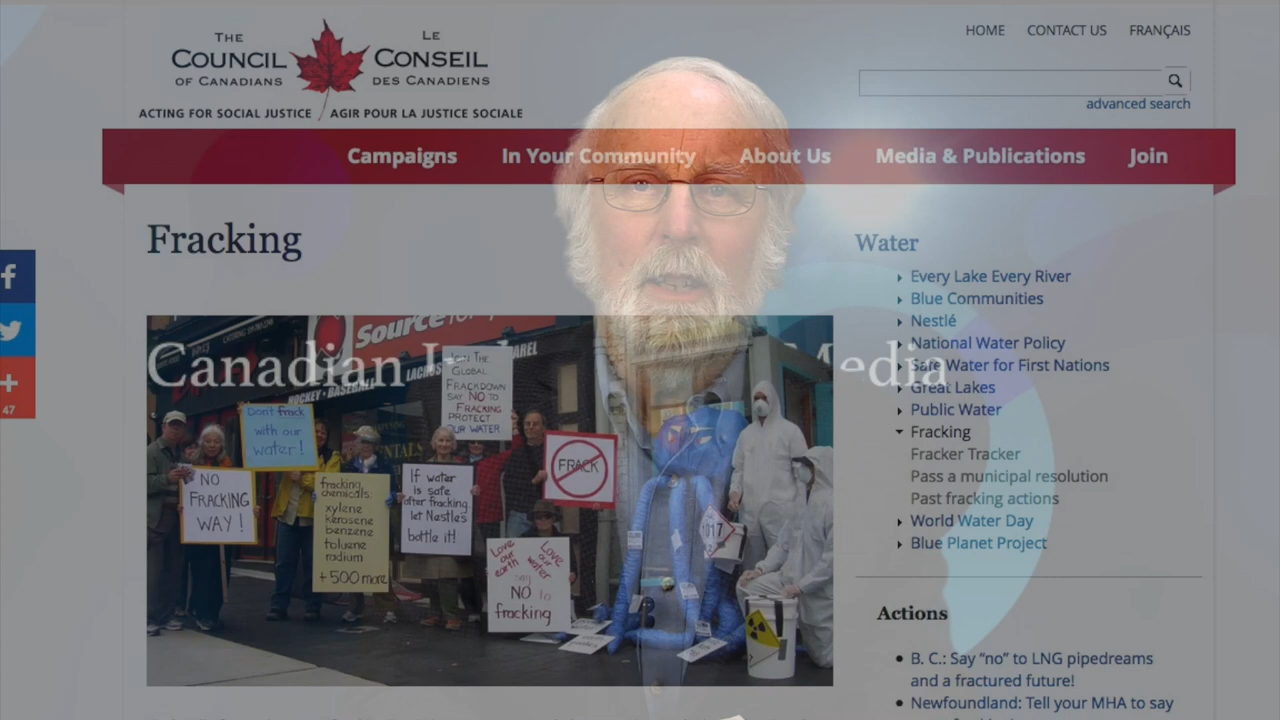 THE
COUNCIL
OF CANADIANS
LE
CONSEIL
DES CANADIENS
ACTING FOR SOCIAL JUSTICE
AGIR POUR LA JUSTICE SOCIALE
HOME CONTACT US FRANÇAIS
advanced search
Campaigns In Your Community About Us Media & Publications Join
Fracking
f
+
47
Source
HOCKEY • BASEBALL
Canadian Media
JOIN THE
GLOBAL
FRACKDOWN
SAY NO TO
FRACKING
PROTECT
OUR WATER
Don't frack
with our
water!
NO
FRACKING
WAY!
fracking
chemicals:
xylene
kerosene
benzene
toluene
radium
+500 more
If water
is safe
after fracking
let Nestle's
bottle it!
FRACK
Love
our
earth
Love
our
water
say
NO to
fracking
1017
Water
Every Lake Every River
Blue Communities
Nestlé
National Water Policy
Safe Water for First Nations
Great Lakes
Public Water
Fracking
Fracker Tracker
Pass a municipal resolution
Past fracking actions
World Water Day
Blue Planet Project
Actions
B. C.: Say “no” to LNG pipedreams
and a fractured future!
Newfoundland: Tell your MHA to say